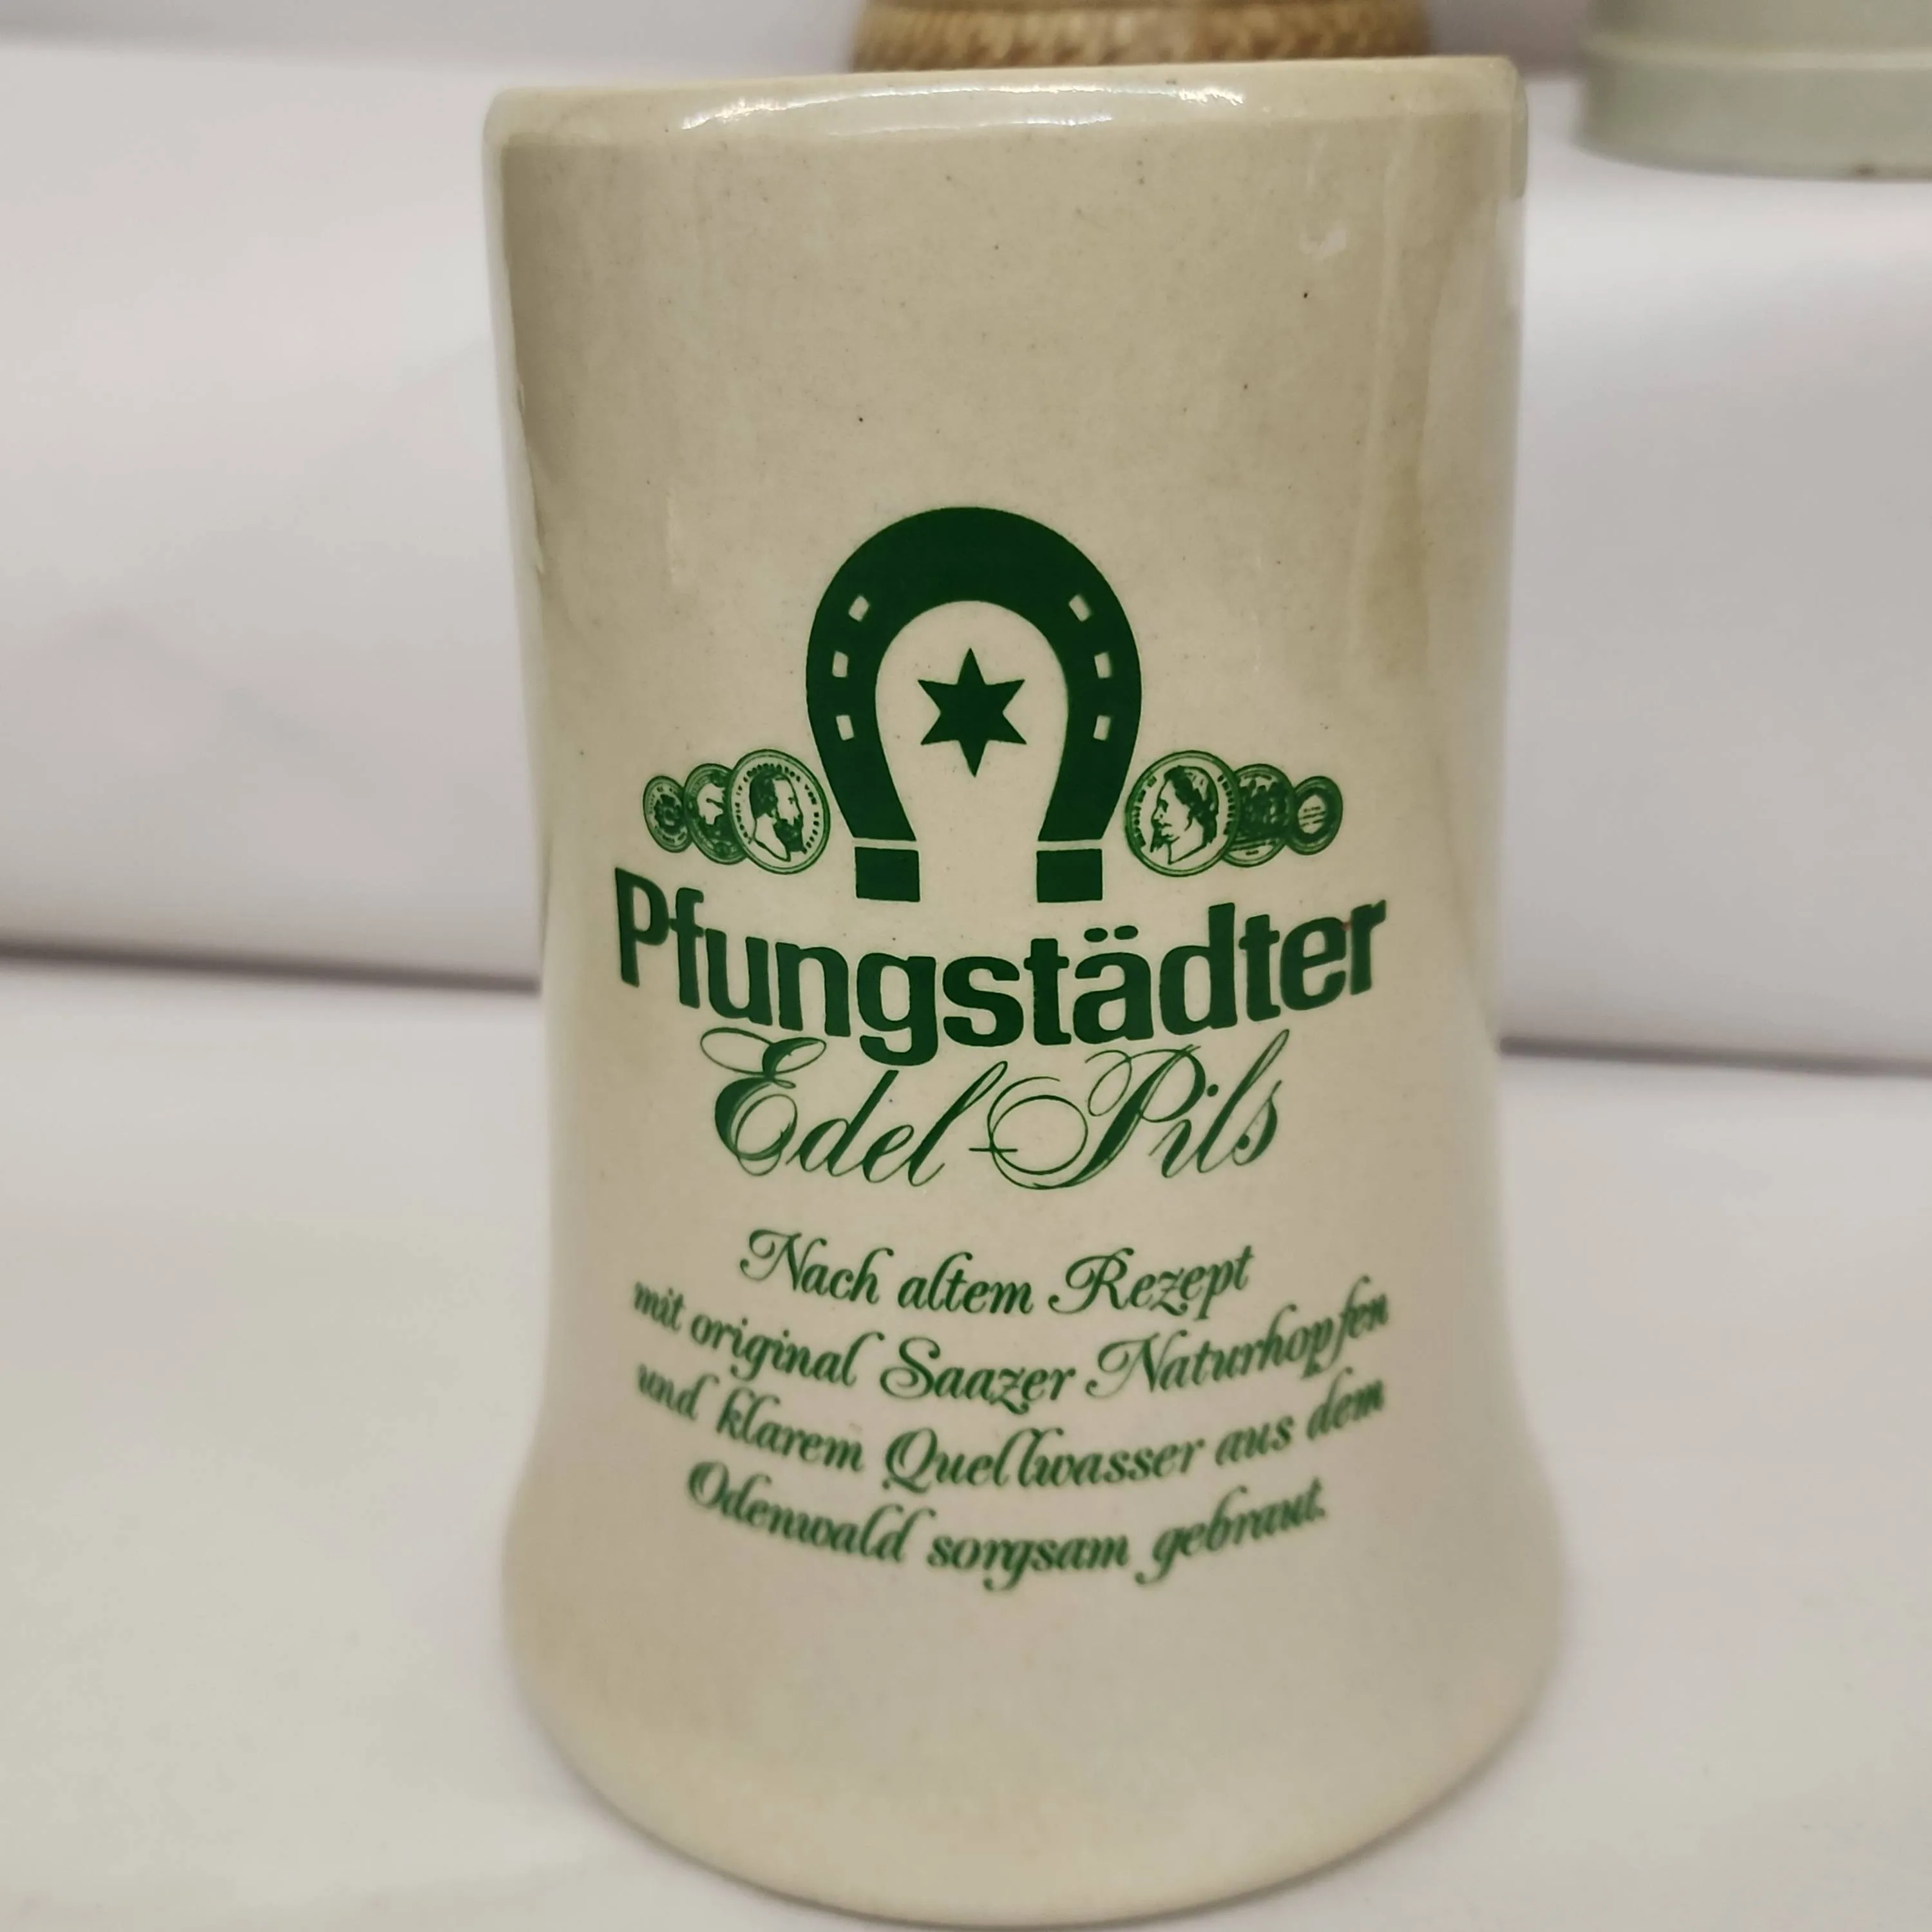 Pfungstädter
Edel-Pils
Nach altem Rezept
mit original Saazer Naturhopfen
und klarem Quellwasser aus dem
Odenwald sorgsam gebraut.